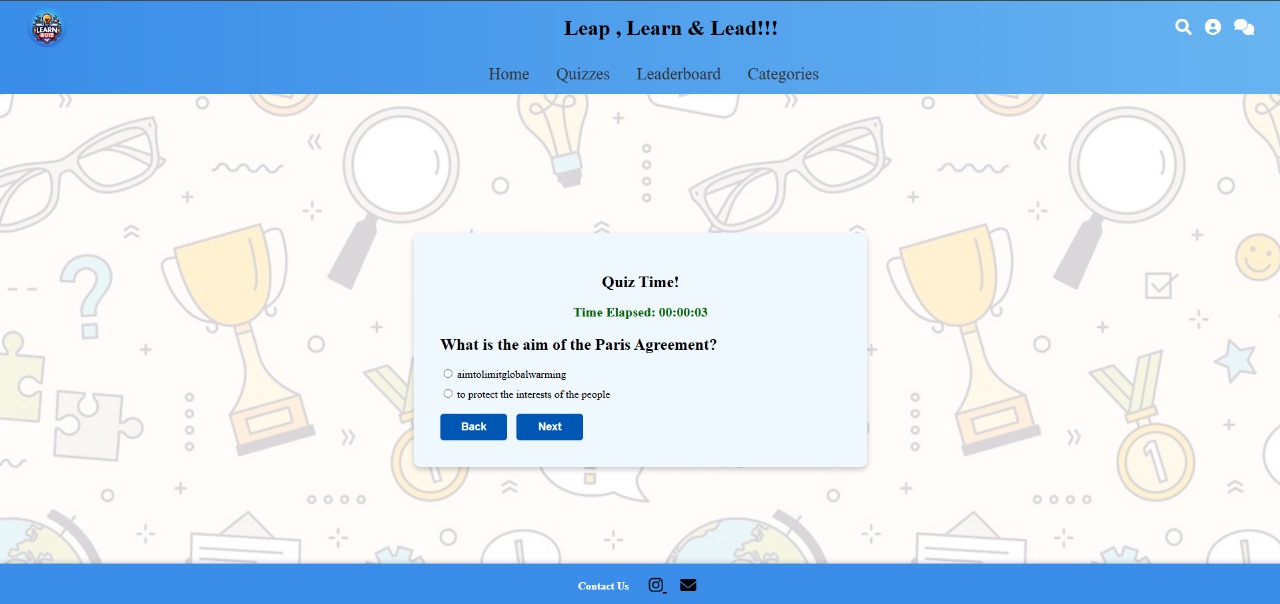 LEARN
QUIZ
Leap , Learn & Lead!!!
Home Quizzes Leaderboard Categories
Quiz Time!
Time Elapsed: 00:00:03
What is the aim of the Paris Agreement?
aimtolimitglobalwarming
to protect the interests of the people
Back Next
Contact Us